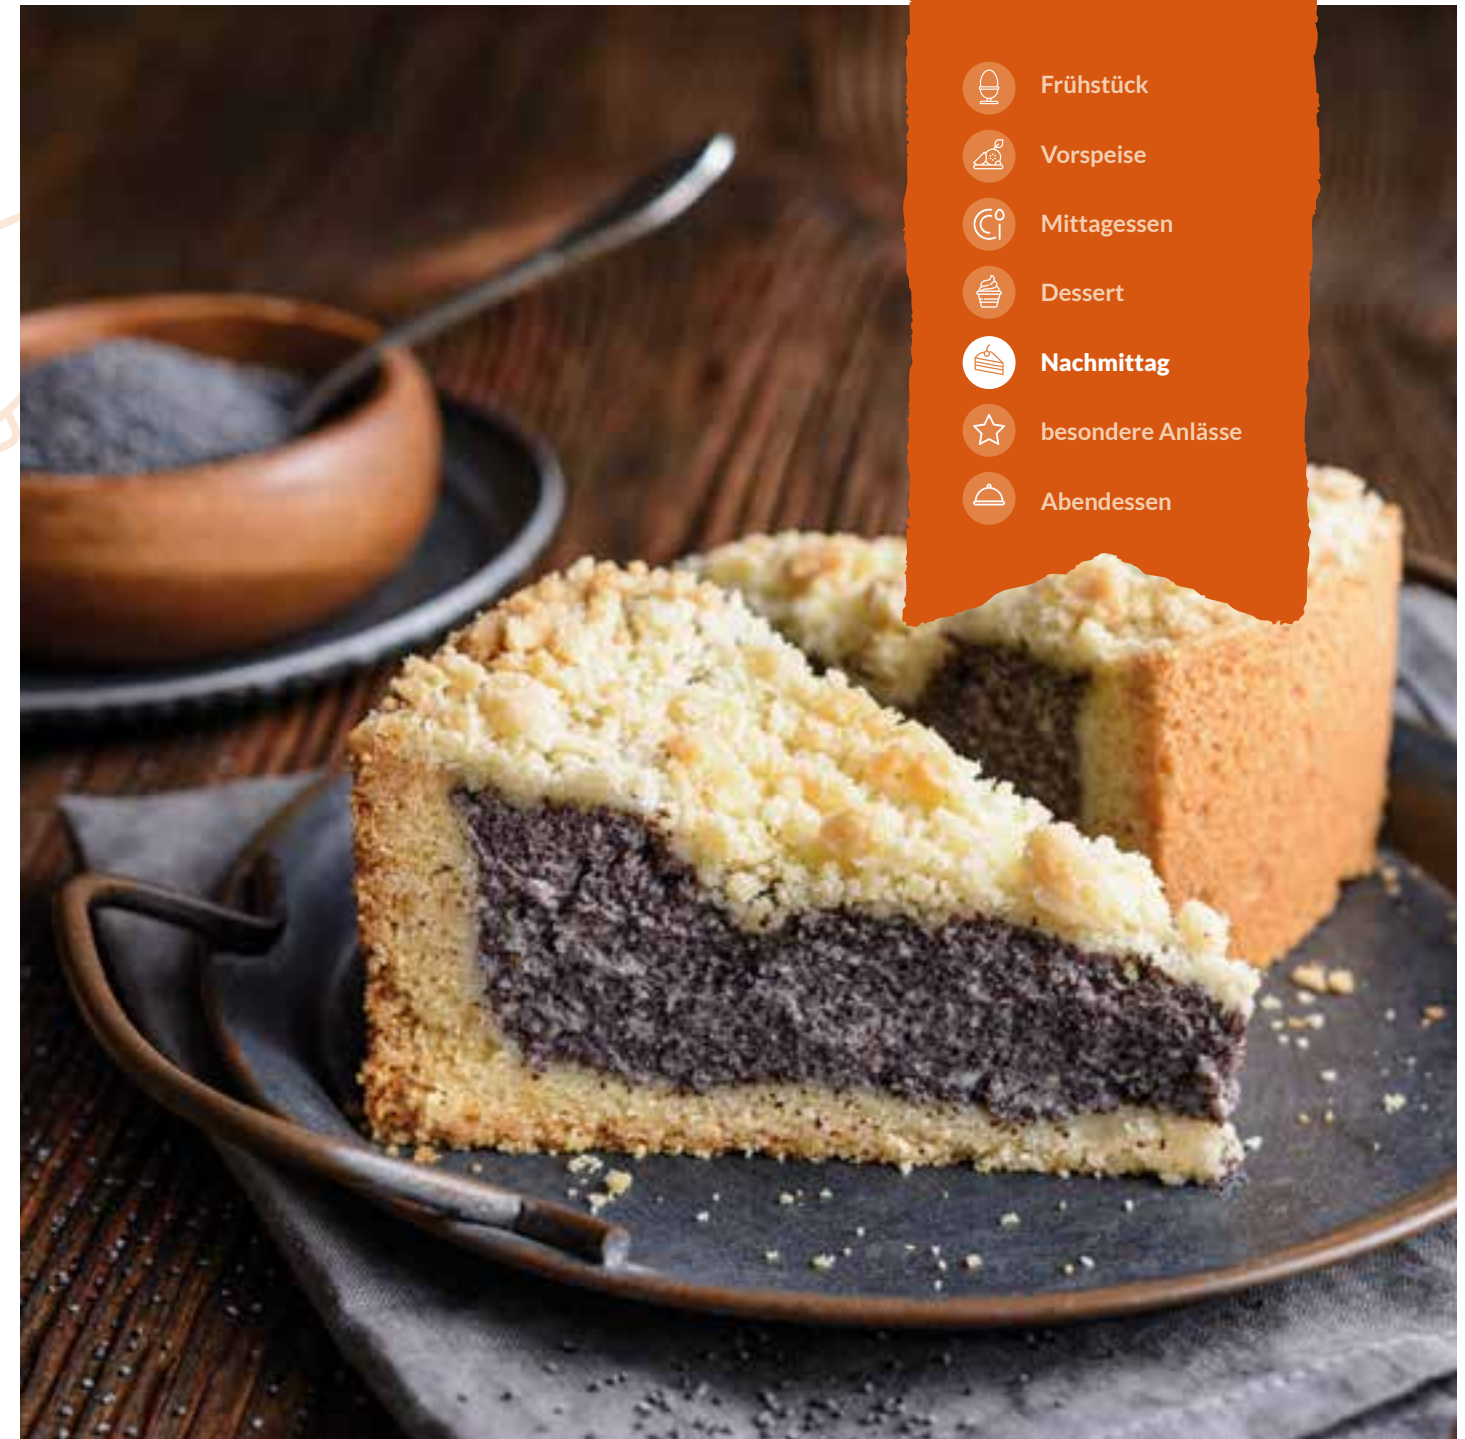 Frühstück
Vorspeise
Mittagessen
Dessert
Nachmittag
besondere Anlässe
Abendessen